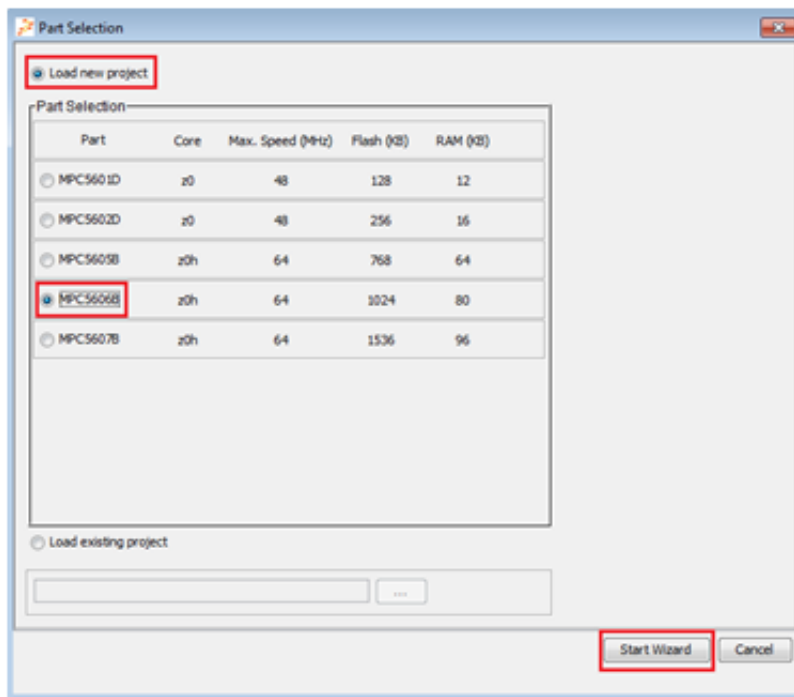 Part Selection
Load new project
Part Selection
Part Core Max. Speed (MHz) Flash (KB) RAM (KB)
MPC5601D z0 48 128 12
MPC5602D z0 48 256 16
MPC5605B z0h 64 768 64
MPC5606B z0h 64 1024 80
MPC5607B z0h 64 1536 96
Load existing project
...
Start Wizard Cancel